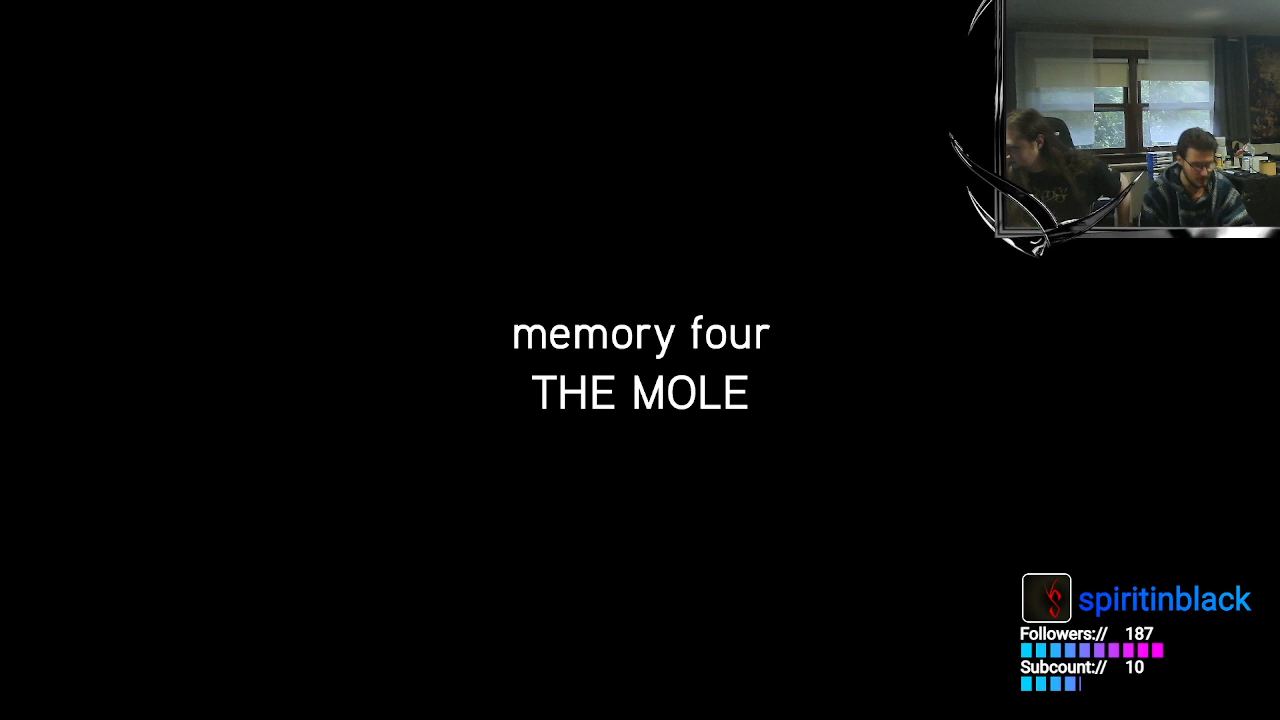 memory four
THE MOLE
spiritinblack
Followers:// 187
Subcount:// 10